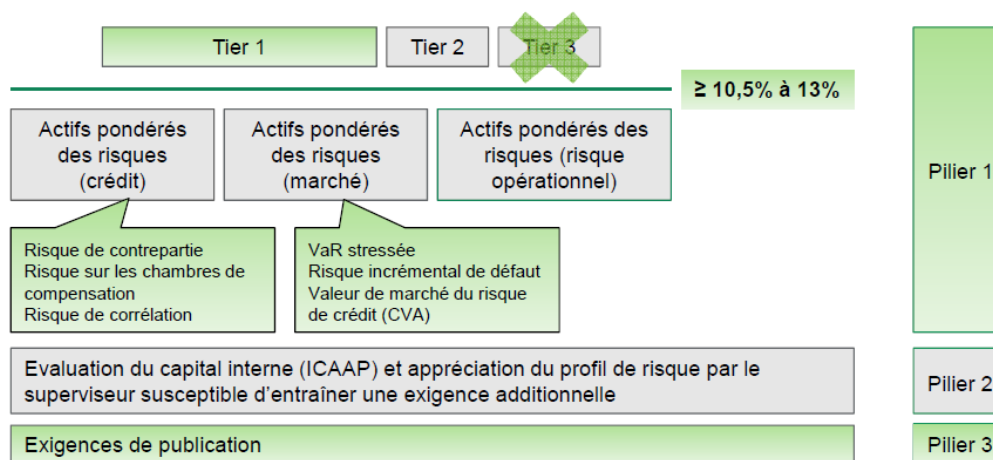 Tier 1
Tier 2
Tier 3
≥ 10,5% à 13%
Actifs pondérés
des risques
(crédit)
Actifs pondérés
des risques
(marché)
Actifs pondérés des
risques (risque
opérationnel)
Pilier 1
Risque de contrepartie
Risque sur les chambres de
compensation
Risque de corrélation
VaR stressée
Risque incrémental de défaut
Valeur de marché du risque
de crédit (CVA)
Evaluation du capital interne (ICAAP) et appréciation du profil de risque par le
superviseur susceptible d’entraîner une exigence additionnelle
Pilier 2
Exigences de publication
Pilier 3